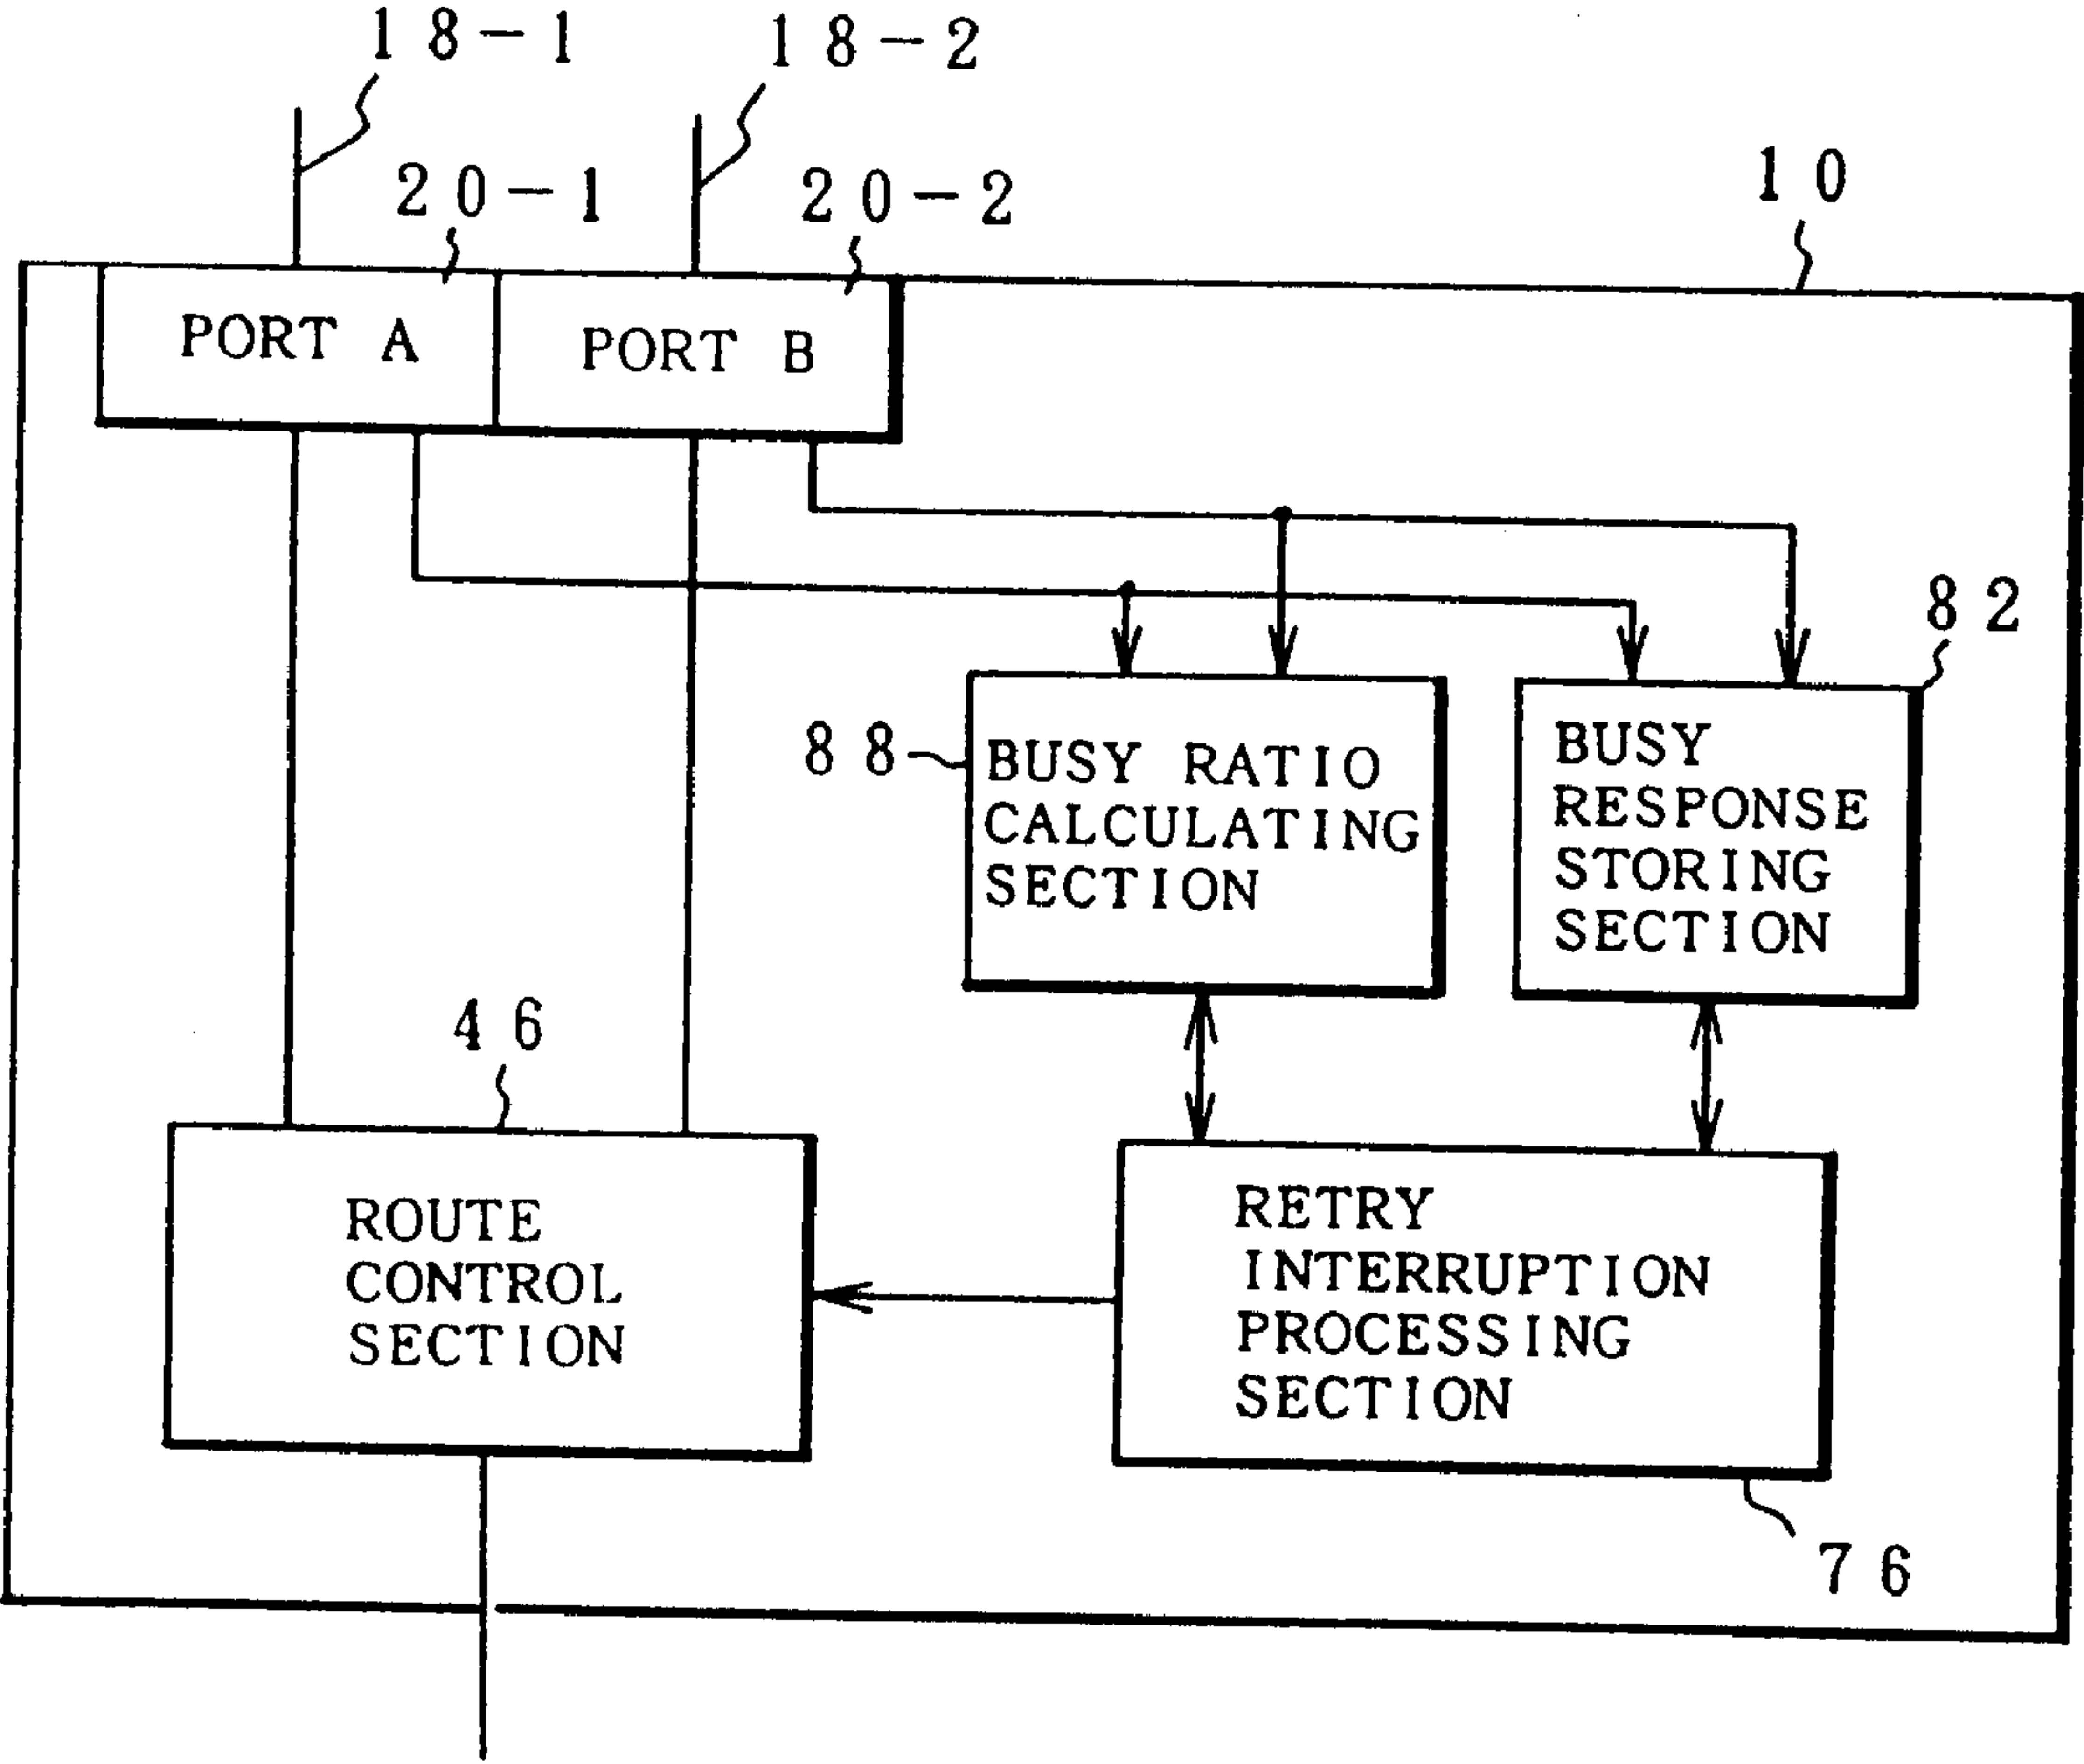 18-1
18-2
20-1
20-2
10
PORT A
PORT B
82
88
BUSY RATIO
CALCULATING
SECTION
BUSY
RESPONSE
STORING
SECTION
46
ROUTE
CONTROL
SECTION
RETRY
INTERRUPTION
PROCESSING
SECTION
76